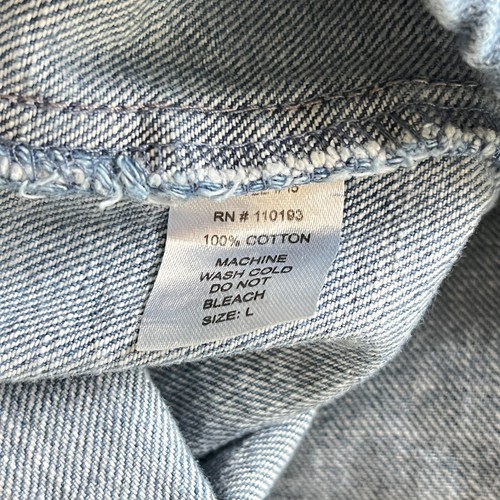 RN # 110193
100% COTTON
MACHINE
WASH COLD
DO NOT
BLEACH
SIZE: L